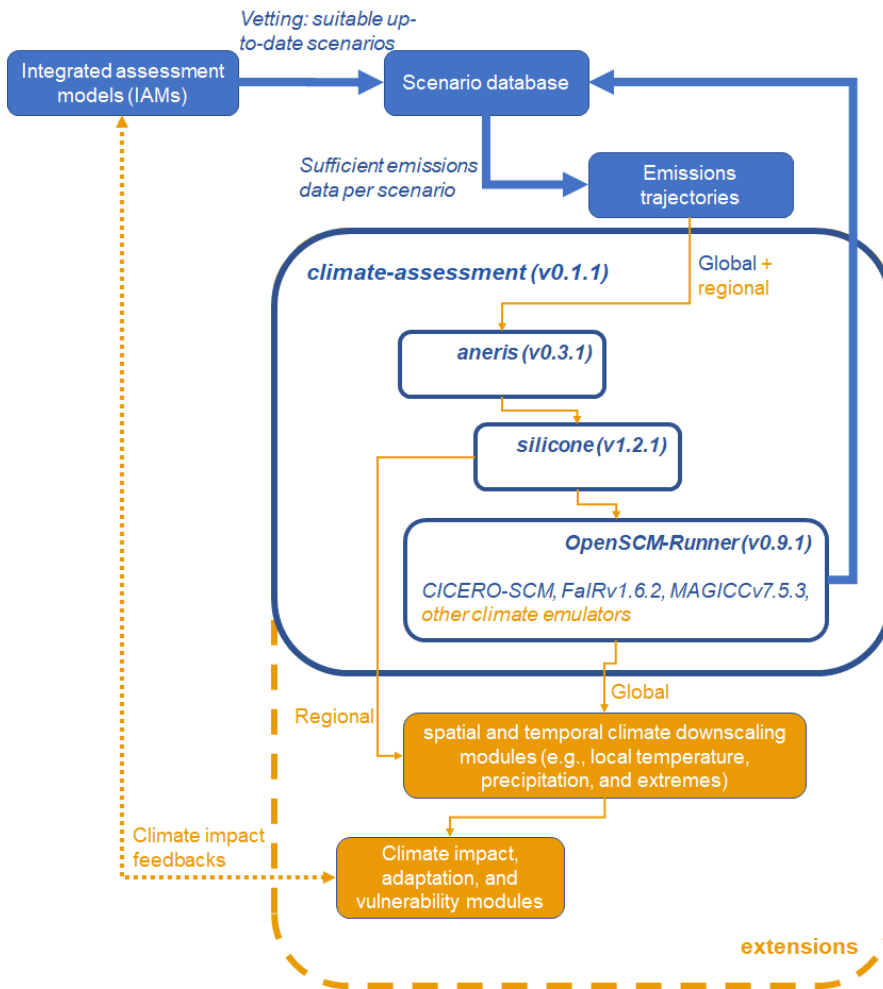 Vetting: suitable up-
to-date scenarios
Integrated assessment
models (IAMs)
Scenario database
Sufficient emissions
data per scenario
Emissions
trajectories
climate-assessment (v0.1.1)
Global +
regional
aneris (v0.3.1)
silicone (v1.2.1)
OpenSCM-Runner (v0.9.1)
CICERO-SCM, FaIRv1.6.2, MAGICCv7.5.3,
other climate emulators
Global
Regional
spatial and temporal climate downscaling
modules (e.g., local temperature,
precipitation, and extremes)
Climate impact
feedbacks
Climate impact,
adaptation, and
vulnerability modules
extensions